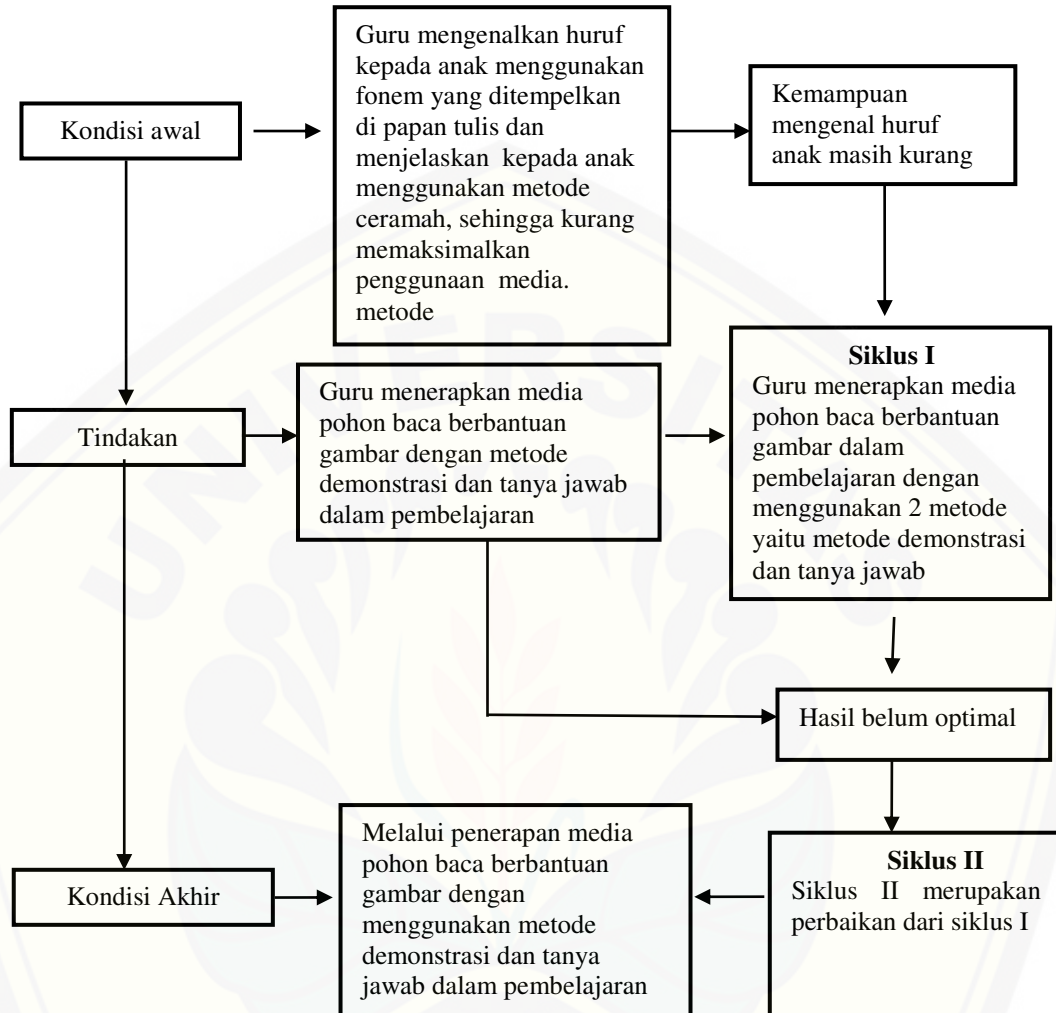 Guru mengenalkan huruf
kepada anak menggunakan
fonem yang ditempelkan
di papan tulis dan
menjelaskan kepada anak
menggunakan metode
ceramah, sehingga kurang
memaksimalkan
penggunaan media.
metode
Kondisi awal
Kemampuan
mengenal huruf
anak masih kurang
Tindakan
Guru menerapkan media
pohon baca berbantuan
gambar dengan metode
demonstrasi dan tanya jawab
dalam pembelajaran
Siklus I
Guru menerapkan media
pohon baca berbantuan
gambar dalam
pembelajaran dengan
menggunakan 2 metode
yaitu metode demonstrasi
dan tanya jawab
Hasil belum optimal
Kondisi Akhir
Melalui penerapan media
pohon baca berbantuan
gambar dengan
menggunakan metode
demonstrasi dan tanya
jawab dalam pembelajaran
Siklus II
Siklus II merupakan
perbaikan dari siklus I
UNIVERSITAS